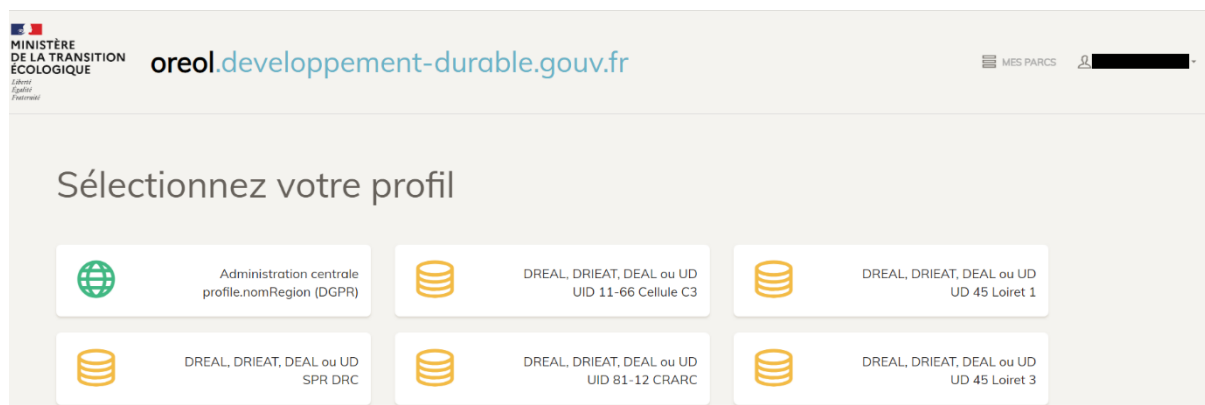 MINISTÈRE
DE LA TRANSITION
ÉCOLOGIQUE
Liberté
Égalité
Fraternité
oreol.developpement-durable.gouv.fr
MES PARCS
Sélectionnez votre profil
Administration centrale
profile.nomRegion (DGPR)
DREAL, DRIEAT, DEAL ou UD
UID 11-66 Cellule C3
DREAL, DRIEAT, DEAL ou UD
UD 45 Loiret 1
DREAL, DRIEAT, DEAL ou UD
SPR DRC
DREAL, DRIEAT, DEAL ou UD
UID 81-12 CRARC
DREAL, DRIEAT, DEAL ou UD
UD 45 Loiret 3